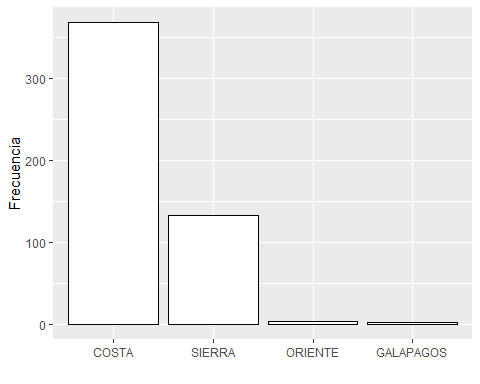 Frecuencia
300
200
100
0
COSTA SIERRA ORIENTE GALAPAGOS